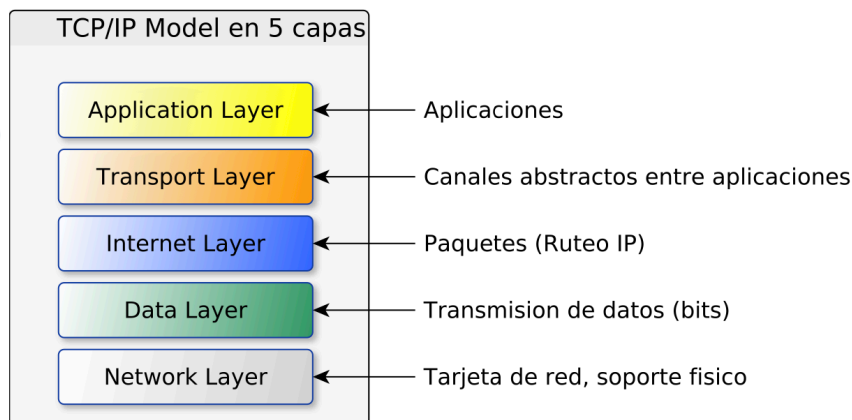 TCP/IP Model en 5 capas
Application Layer
Aplicaciones
Transport Layer
Canales abstractos entre aplicaciones
Internet Layer
Paquetes (Ruteo IP)
Data Layer
Transmision de datos (bits)
Network Layer
Tarjeta de red, soporte fisico